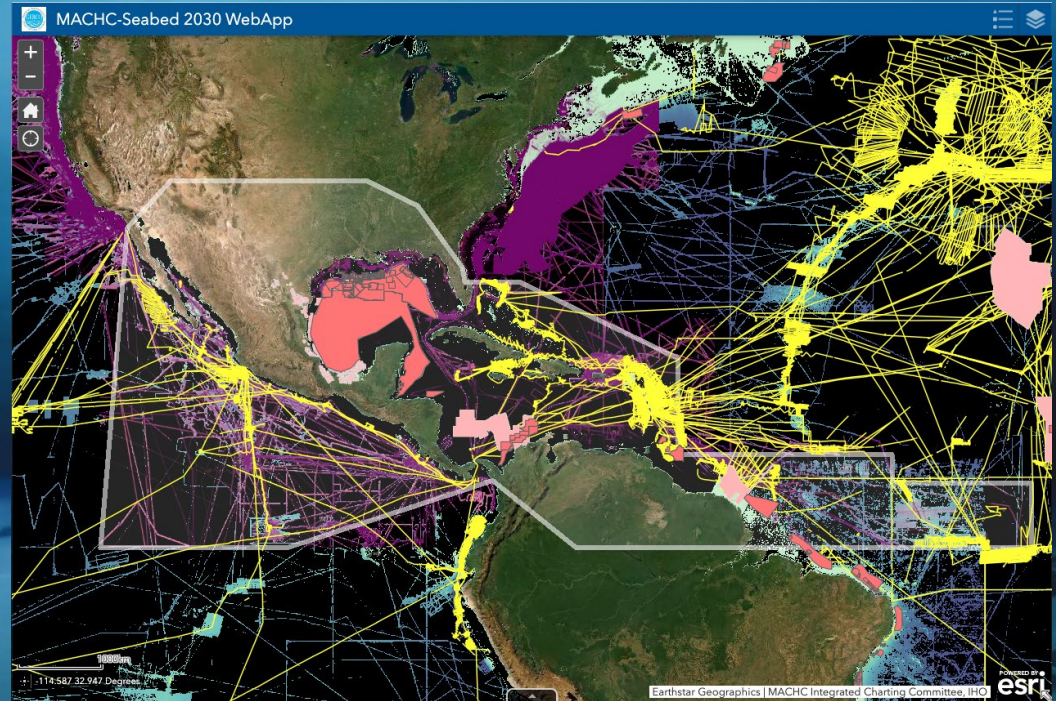 MACHC-Seabed 2030 WebApp
+
−
1000km
-114.587 32.947 Degrees
Earthstar Geographics | MACHC Integrated Charting Committee, IHO
POWERED BY
esri